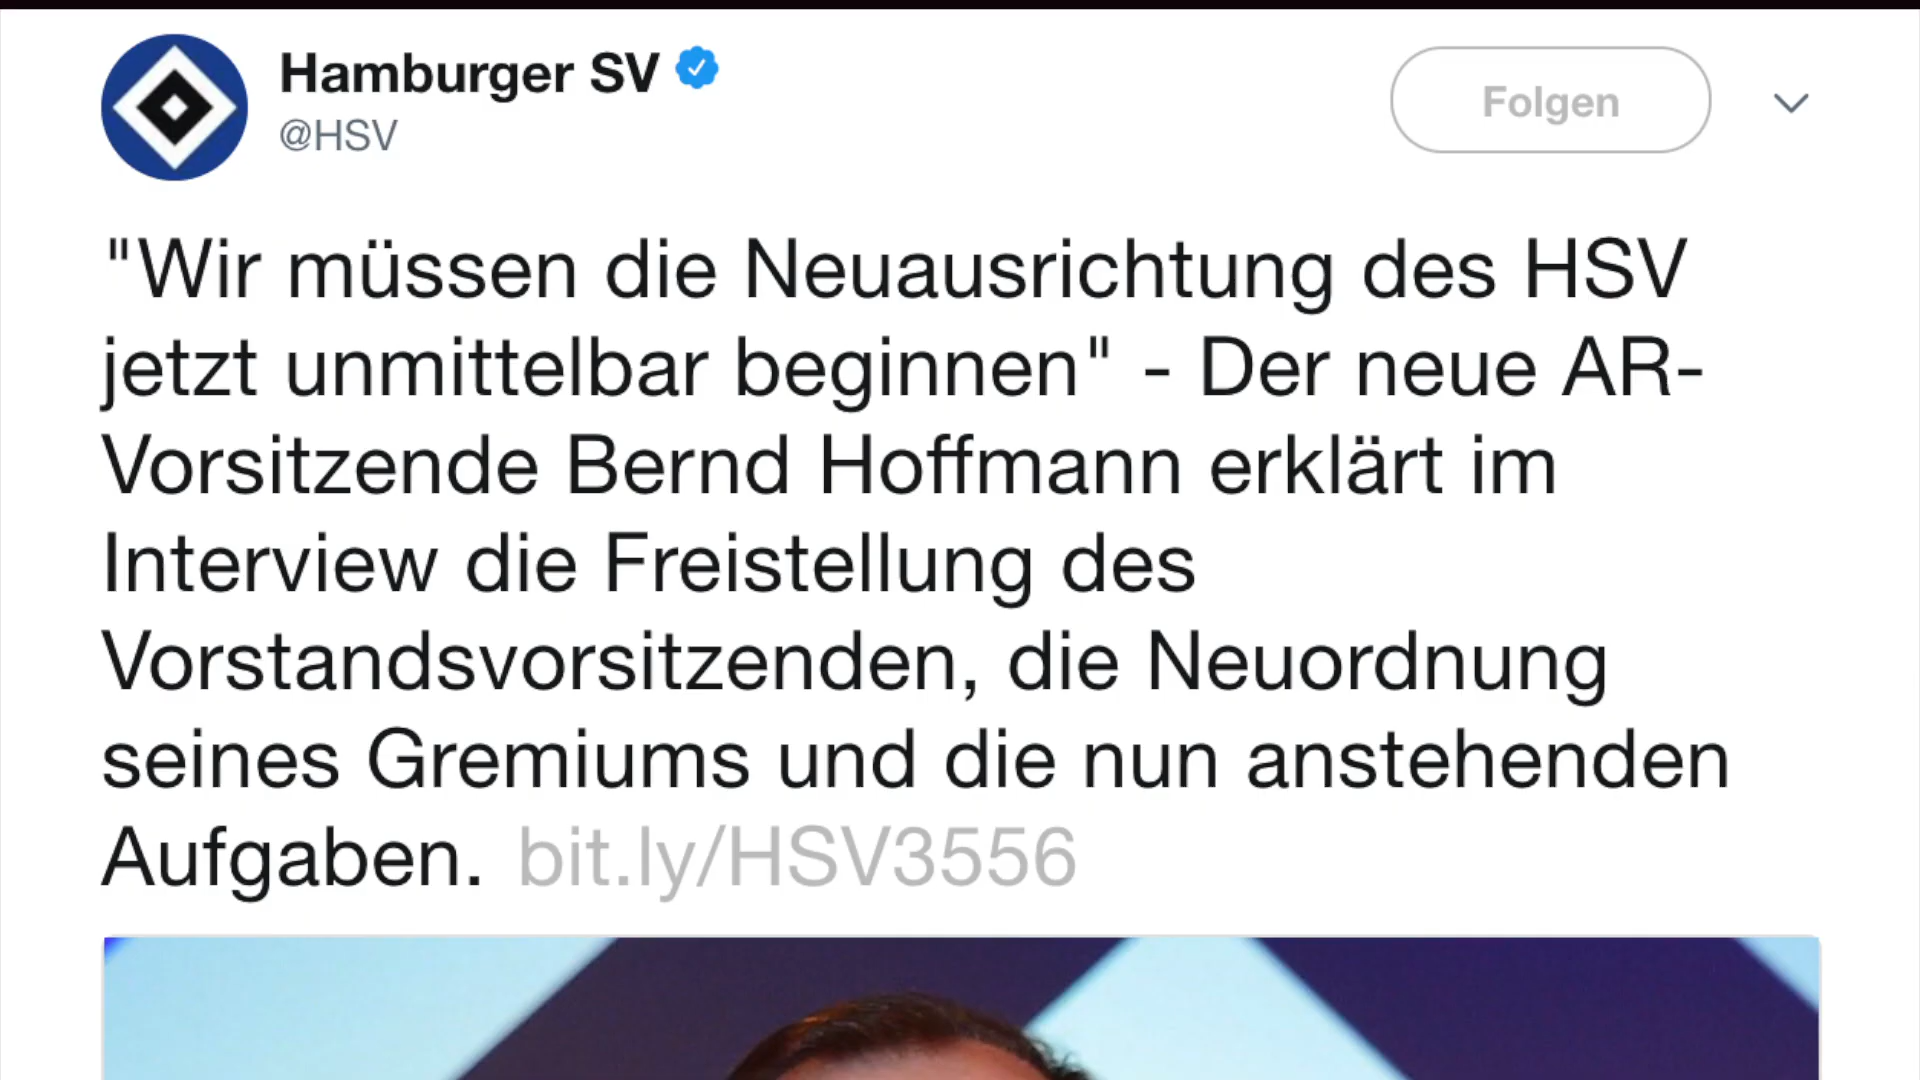 Hamburger SV
@HSV
Folgen
"Wir müssen die Neuausrichtung des HSV
jetzt unmittelbar beginnen" - Der neue AR-
Vorsitzende Bernd Hoffmann erklärt im
Interview die Freistellung des
Vorstandsvorsitzenden, die Neuordnung
seines Gremiums und die nun anstehenden
Aufgaben. bit.ly/HSV3556